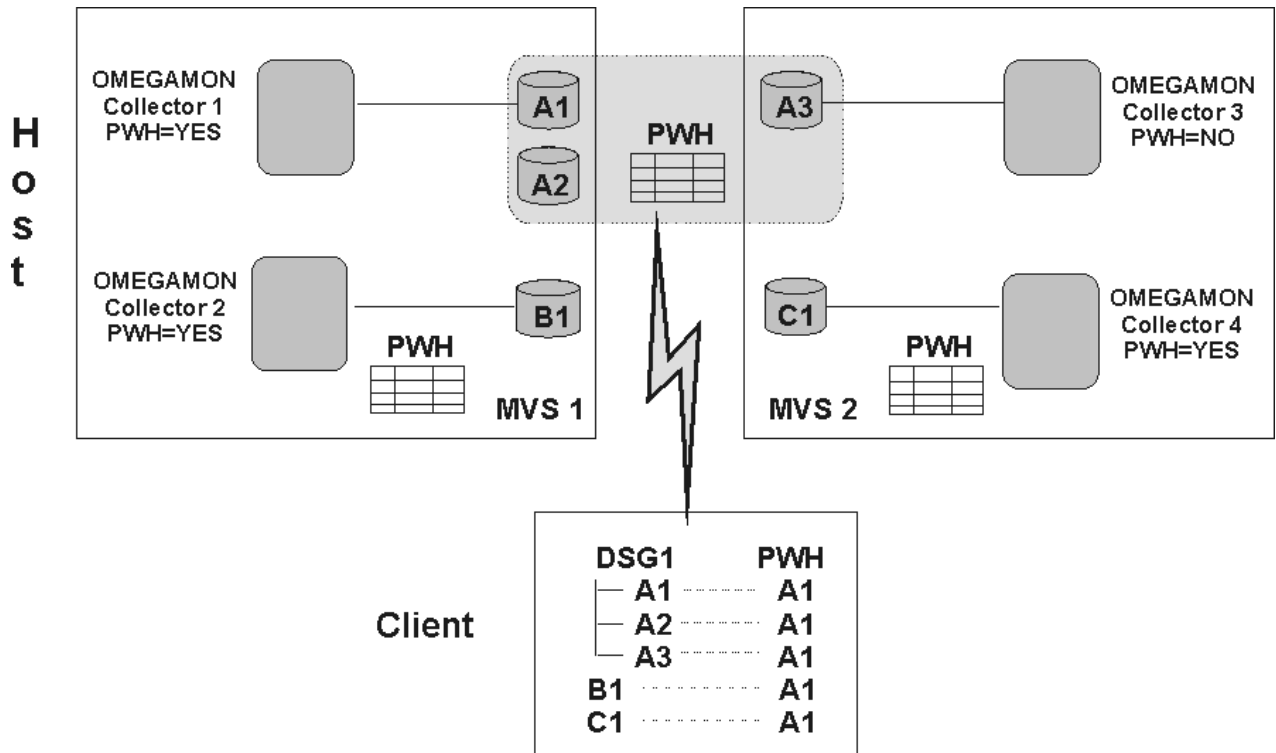 Host
OMEGAMON
Collector 1
PWH=YES
A1
A2
PWH
A3
OMEGAMON
Collector 3
PWH=NO
OMEGAMON
Collector 2
PWH=YES
B1
PWH
MVS 1
C1
PWH
MVS 2
OMEGAMON
Collector 4
PWH=YES
Client
DSG1 PWH
A1 A1
A2 A1
A3 A1
B1 A1
C1 A1